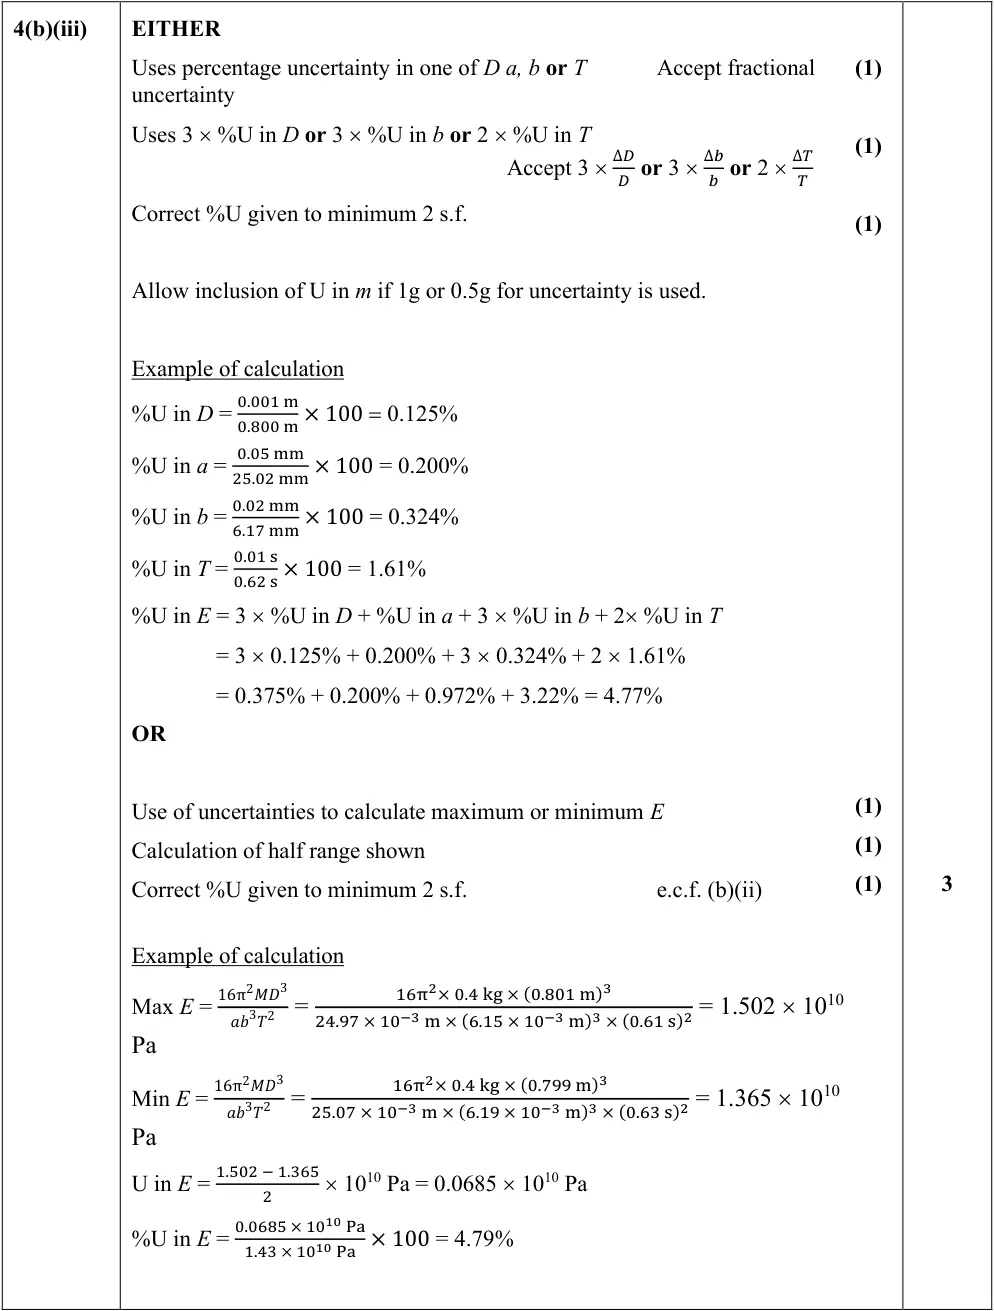 4(b)(iii) EITHER
Uses percentage uncertainty in one of D a, b or T Accept fractional (1)
uncertainty
Uses 3 × %U in D or 3 × %U in b or 2 × %U in T (1)
Accept 3 × ΔD/D or 3 × Δb/b or 2 × ΔT/T
Correct %U given to minimum 2 s.f. (1)
Allow inclusion of U in m if 1g or 0.5g for uncertainty is used.
Example of calculation
%U in D = 0.001 m/0.800 m × 100 = 0.125%
%U in a = 0.05 mm/25.02 mm × 100 = 0.200%
%U in b = 0.02 mm/6.17 mm × 100 = 0.324%
%U in T = 0.01 s/0.62 s × 100 = 1.61%
%U in E = 3 × %U in D + %U in a + 3 × %U in b + 2× %U in T
= 3 × 0.125% + 0.200% + 3 × 0.324% + 2 × 1.61%
= 0.375% + 0.200% + 0.972% + 3.22% = 4.77%
OR
Use of uncertainties to calculate maximum or minimum E (1)
Calculation of half range shown (1)
Correct %U given to minimum 2 s.f. e.c.f. (b)(ii) (1) 3
Example of calculation
Max E = 16π²MD³/ab³T² = 16π²× 0.4 kg × (0.801 m)³/24.97 × 10⁻³ m × (6.15 × 10⁻³ m)³ × (0.61 s)² = 1.502 × 10¹⁰
Pa
Min E = 16π²MD³/ab³T² = 16π²× 0.4 kg × (0.799 m)³/25.07 × 10⁻³ m × (6.19 × 10⁻³ m)³ × (0.63 s)² = 1.365 × 10¹⁰
Pa
U in E = 1.502 − 1.365/2 × 10¹⁰ Pa = 0.0685 × 10¹⁰ Pa
%U in E = 0.0685 × 10¹⁰ Pa/1.43 × 10¹⁰ Pa × 100 = 4.79%